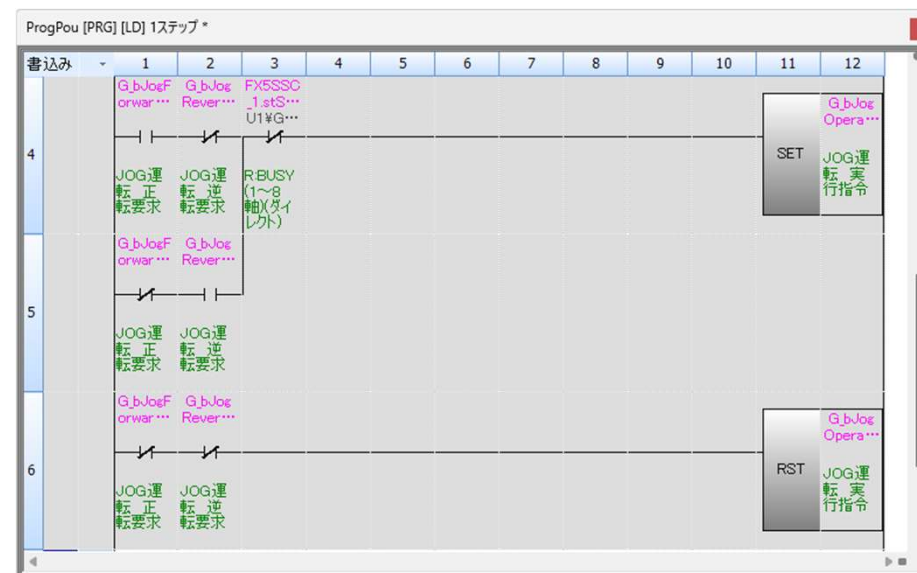 ProgPou [PRG] [LD] 1ステップ *
書込み 1 2 3 4 5 6 7 8 9 10 11 12
4
G_bJogF
orwar…
G_bJog
Rever…
FX5SSC
_1.stS…
U1¥G…
JOG運
転 正
転要求
JOG運
転 逆
転要求
R:BUSY
(1～8
軸)(ダイ
レクト)
SET
G_bJog
Opera…
JOG運
転 実
行指令
5
G_bJogF
orwar…
G_bJog
Rever…
JOG運
転 正
転要求
JOG運
転 逆
転要求
6
G_bJogF
orwar…
G_bJog
Rever…
JOG運
転 正
転要求
JOG運
転 逆
転要求
RST
G_bJog
Opera…
JOG運
転 実
行指令